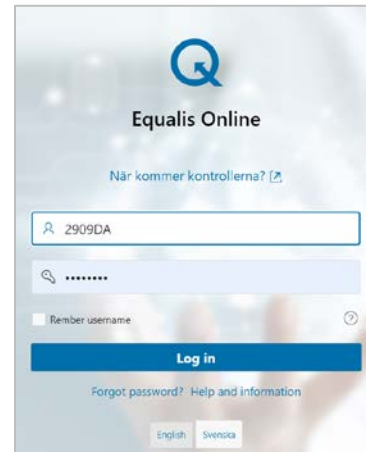 Equalis Online
När kommer kontrollerna?
2909DA
••••••••
Rember username
Log in
Forgot password? Help and information
English Svenska